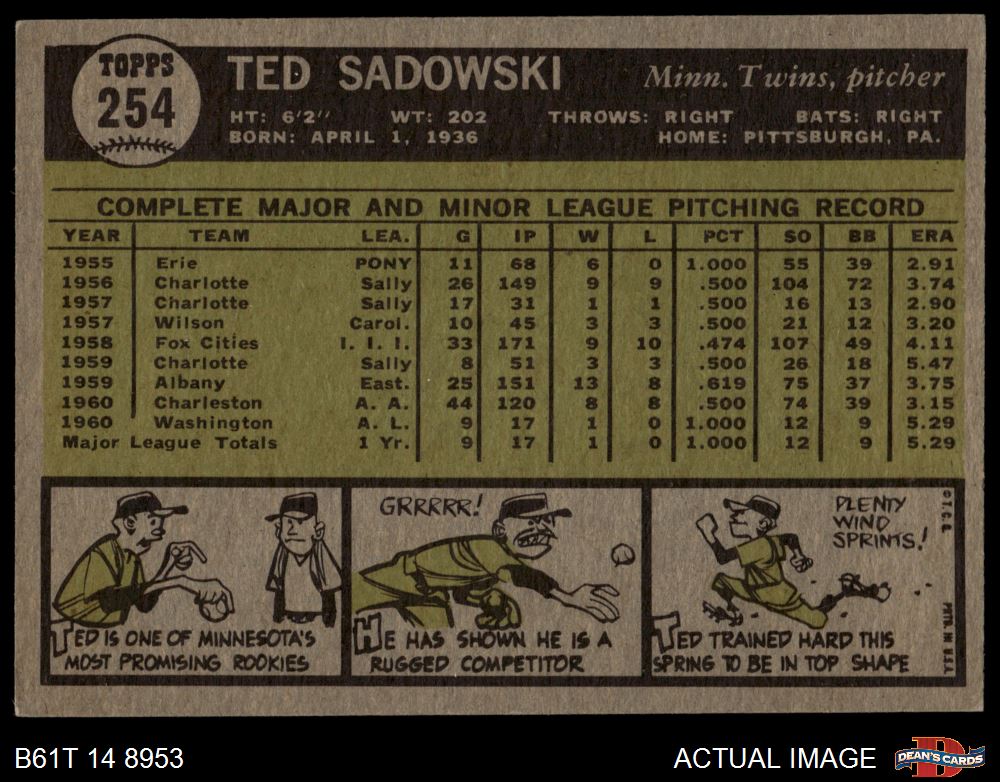 TOPPS
254
TED SADOWSKI
Minn. Twins, pitcher
HT: 6'2" WT: 202 THROWS: RIGHT BATS: RIGHT
BORN: APRIL 1, 1936 HOME: PITTSBURGH, PA.
COMPLETE MAJOR AND MINOR LEAGUE PITCHING RECORD
YEAR TEAM LEA. G IP W L PCT SO BB ERA
1955 Erie PONY 11 68 6 0 1.000 55 39 2.91
1956 Charlotte Sally 26 149 9 9 .500 104 72 3.74
1957 Charlotte Sally 17 31 1 1 .500 16 13 2.90
1957 Wilson Carol. 10 45 3 3 .500 21 12 3.20
1958 Fox Cities I. I. I. 33 171 9 10 .474 107 49 4.11
1959 Charlotte Sally 8 51 3 3 .500 26 18 5.47
1959 Albany East. 25 151 13 8 .619 75 37 3.75
1960 Charleston A. A. 44 120 8 8 .500 74 39 3.15
1960 Washington A. L. 9 17 1 0 1.000 12 9 5.29
Major League Totals 1 Yr. 9 17 1 0 1.000 12 9 5.29
TED IS ONE OF MINNESOTA'S
MOST PROMISING ROOKIES
GRRRRR!
HE HAS SHOWN HE IS A
RUGGED COMPETITOR
PLENTY
WIND
SPRINTS!
TED TRAINED HARD THIS
SPRING TO BE IN TOP SHAPE
© T.C.G.
PRTD. IN U.S.A.
B61T 14 8953
ACTUAL IMAGE
DEAN'S CARDS